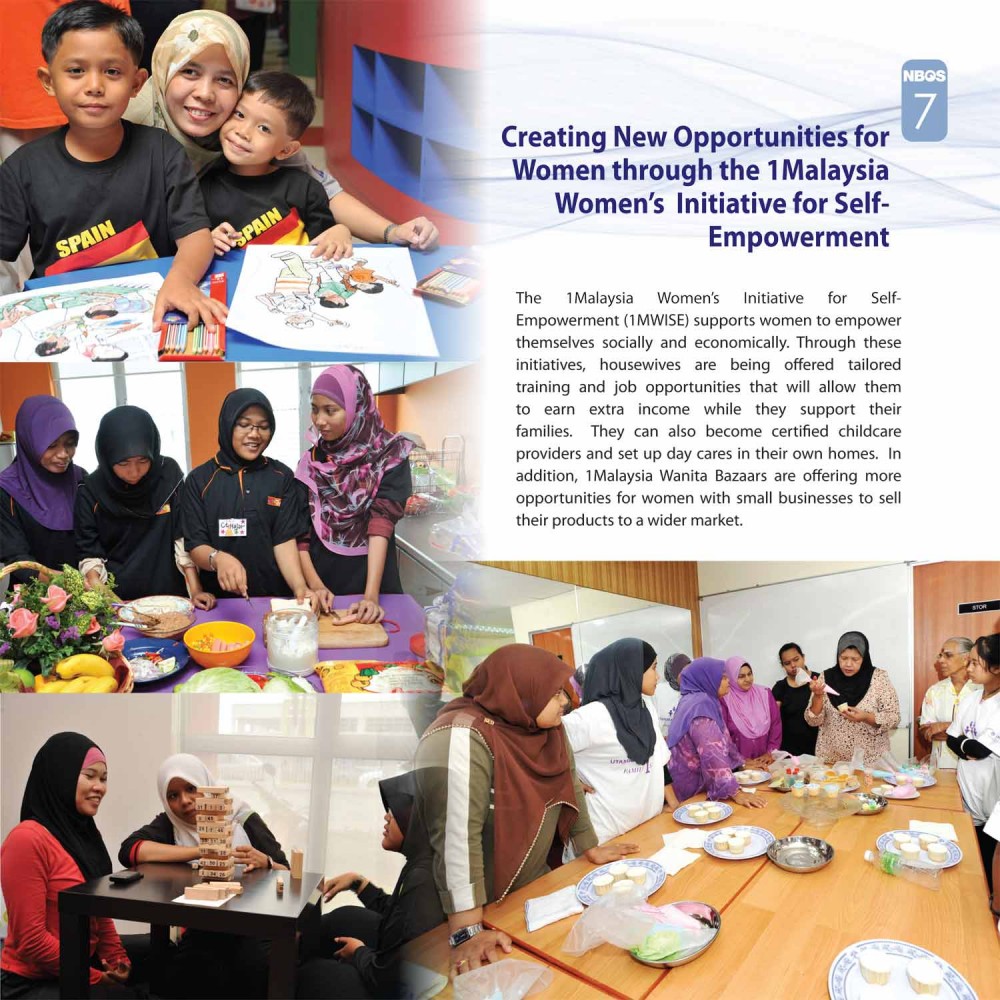 NBOS
7
Creating New Opportunities for
Women through the 1Malaysia
Women's Initiative for Self-
Empowerment
The 1Malaysia Women's Initiative for Self-
Empowerment (1MWISE) supports women to empower
themselves socially and economically. Through these
initiatives, housewives are being offered tailored
training and job opportunities that will allow them
to earn extra income while they support their
families. They can also become certified childcare
providers and set up day cares in their own homes. In
addition, 1Malaysia Wanita Bazaars are offering more
opportunities for women with small businesses to sell
their products to a wider market.
SPAIN
SPAIN
STOR